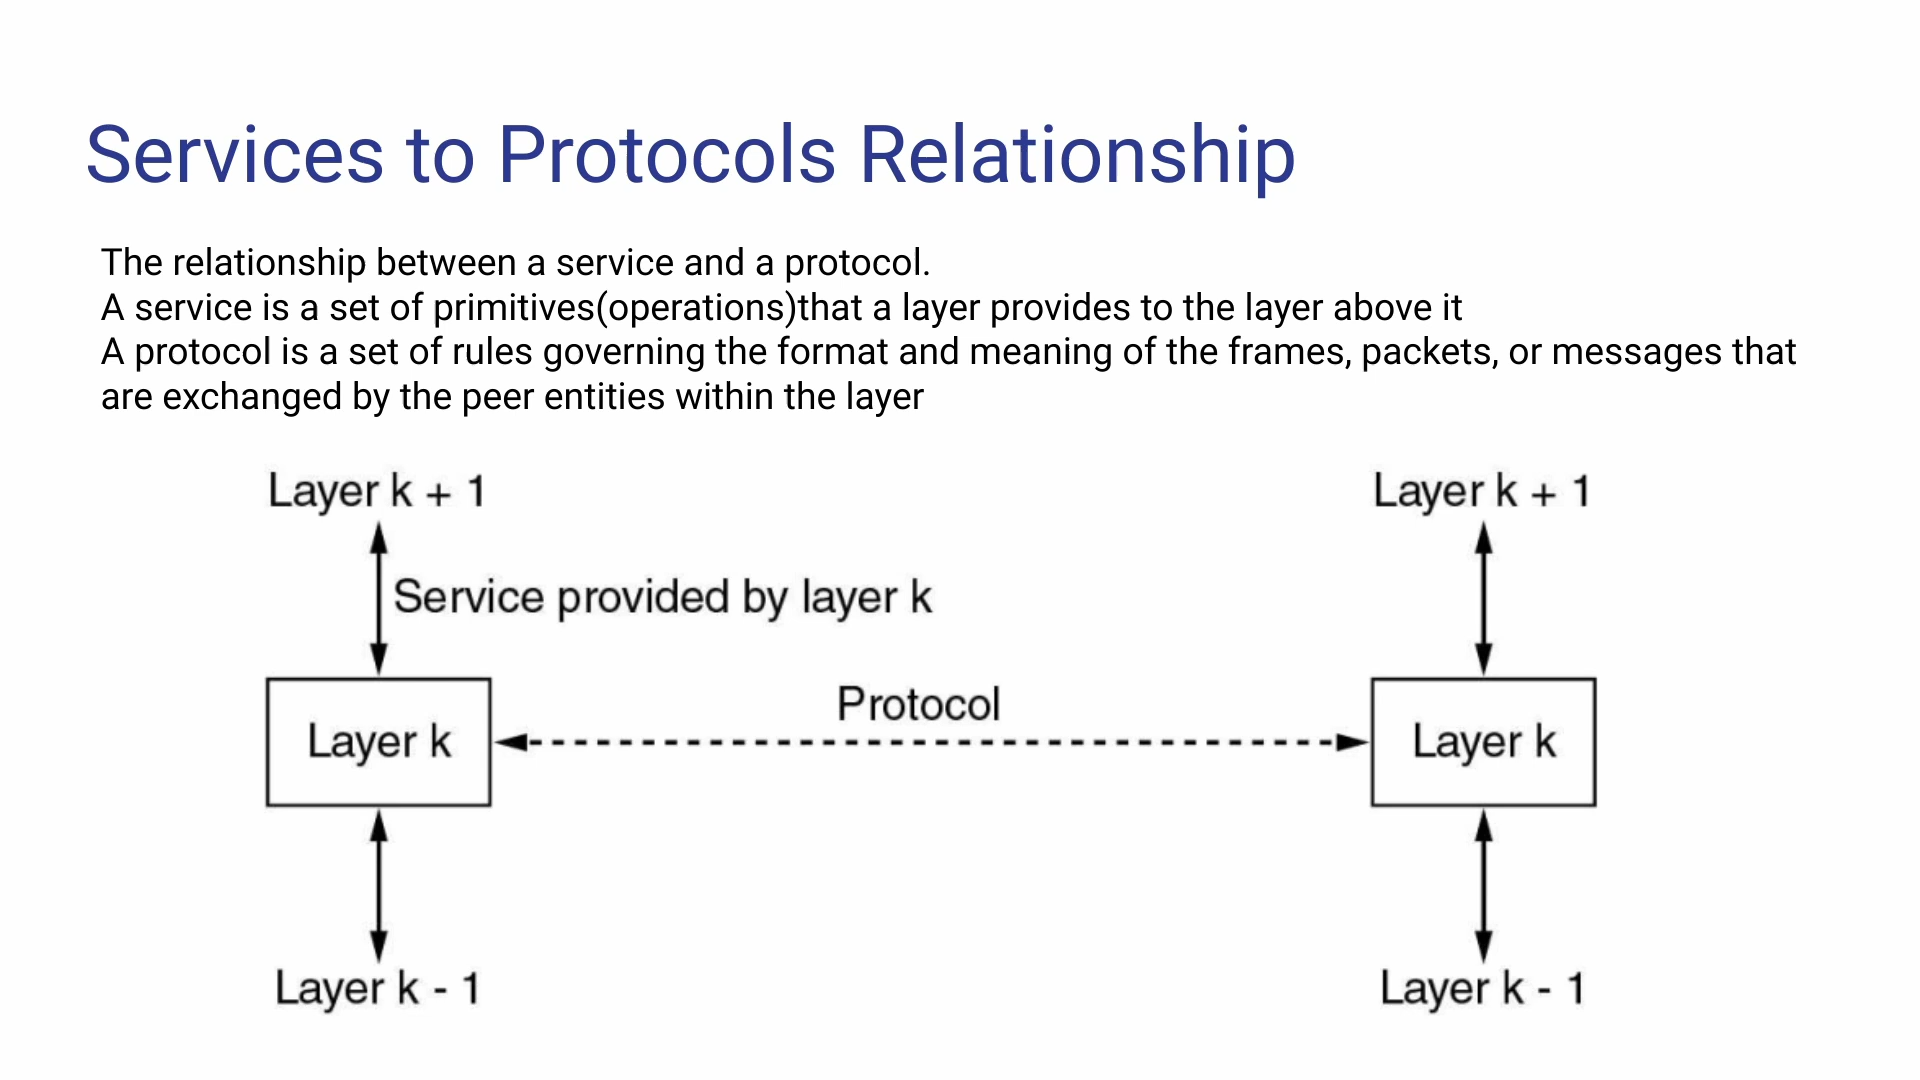 Services to Protocols Relationship
The relationship between a service and a protocol.
A service is a set of primitives(operations)that a layer provides to the layer above it
A protocol is a set of rules governing the format and meaning of the frames, packets, or messages that
are exchanged by the peer entities within the layer
Layer k + 1
Layer k + 1
Service provided by layer k
Protocol
Layer k
Layer k
Layer k - 1
Layer k - 1